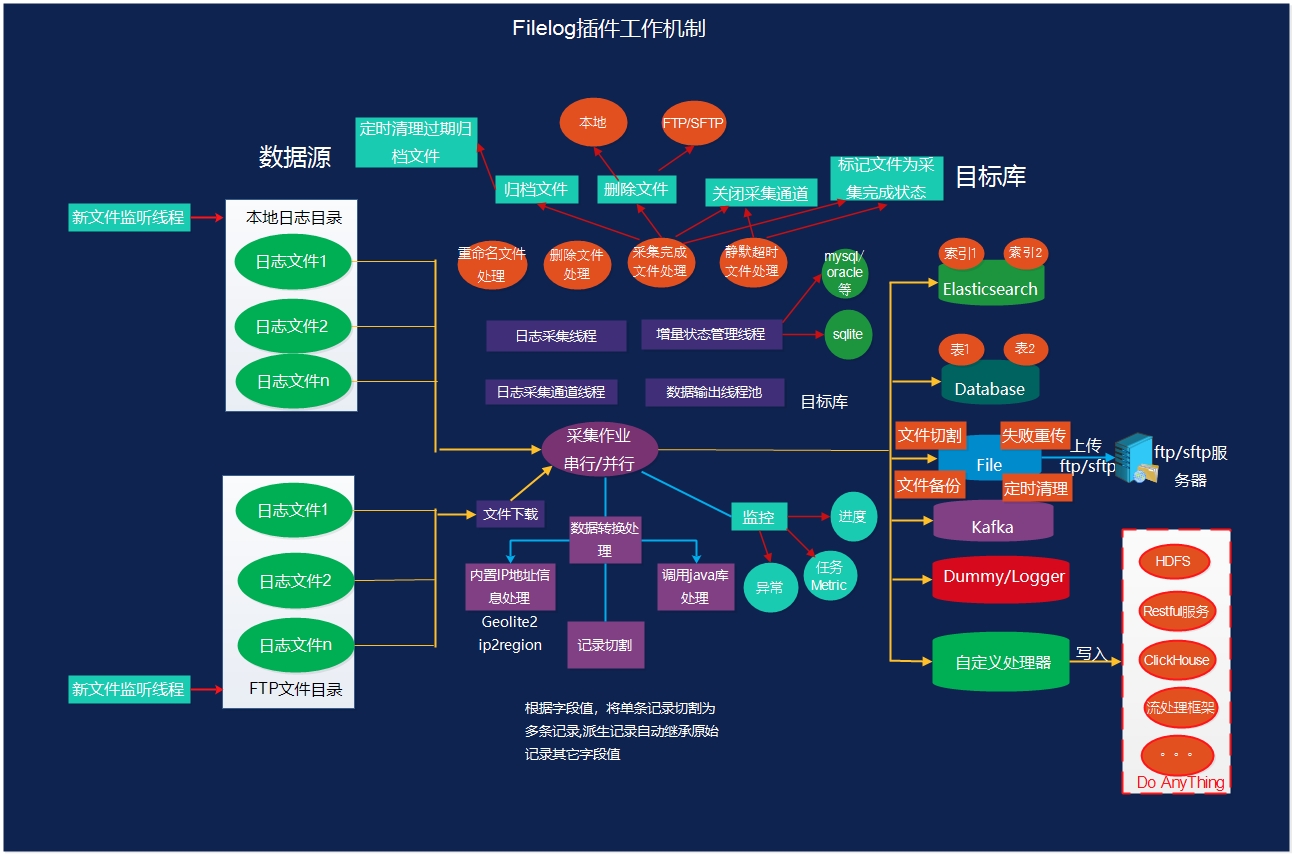 Filelog插件工作机制
数据源
定时清理过期归
档文件
本地
FTP/SFTP
归档文件
删除文件
关闭采集通道
标记文件为采
集完成状态
目标库
新文件监听线程
本地日志目录
日志文件1
日志文件2
日志文件n
重命名文件
处理
删除文件
处理
采集完成
文件处理
静默超时
文件处理
mysql/
oracle
等
sqlite
日志采集线程
增量状态管理线程
日志采集通道线程
数据输出线程池
目标库
采集作业
串行/并行
索引1
索引2
Elasticsearch
表1
表2
Database
文件切割
失败重传
File
文件备份
定时清理
上传
ftp/sftp
ftp/sftp服
务器
Kafka
Dummy/Logger
自定义处理器
写入
HDFS
Restful服务
ClickHouse
流处理框架
。。。
Do AnyThing
日志文件1
日志文件2
日志文件n
FTP文件目录
新文件监听线程
文件下载
数据转换处
理
内置IP地址信
息处理
Geolite2
ip2region
调用java库
处理
记录切割
监控
进度
异常
任务
Metric
根据字段值，将单条记录切割为
多条记录,派生记录自动继承原始
记录其它字段值